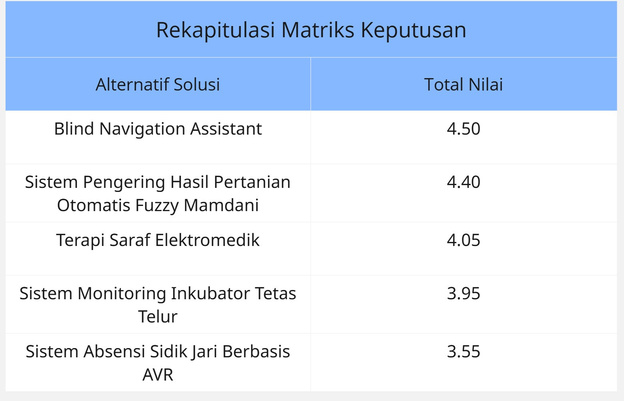 Rekapitulasi Matriks Keputusan
Alternatif Solusi
Total Nilai
Blind Navigation Assistant
4.50
Sistem Pengering Hasil Pertanian
Otomatis Fuzzy Mamdani
4.40
Terapi Saraf Elektromedik
4.05
Sistem Monitoring Inkubator Tetas
Telur
3.95
Sistem Absensi Sidik Jari Berbasis
AVR
3.55